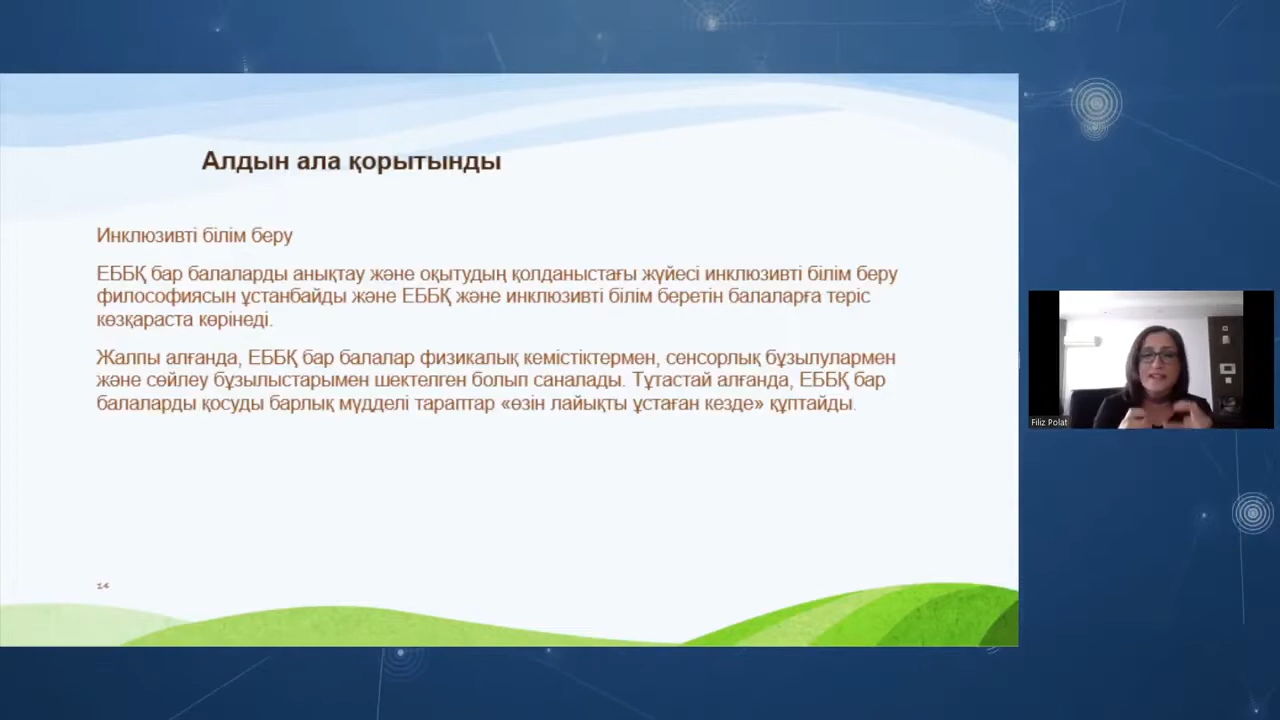 Алдын ала қорытынды
Инклюзивті білім беру
ЕББҚ бар балаларды анықтау және оқытудың қолданыстағы жүйесі инклюзивті білім беру
философиясын ұстанбайды және ЕББҚ және инклюзивті білім беретін балаларға теріс
көзқараста көрінеді.
Жалпы алғанда, ЕББҚ бар балалар физикалық кемістіктермен, сенсорлық бұзылулармен
және сөйлеу бұзылыстарымен шектелген болып саналады. Тұтастай алғанда, ЕББҚ бар
балаларды қосуды барлық мүдделі тараптар «өзін лайықты ұстаған кезде» құптайды.
14
Filiz Polat